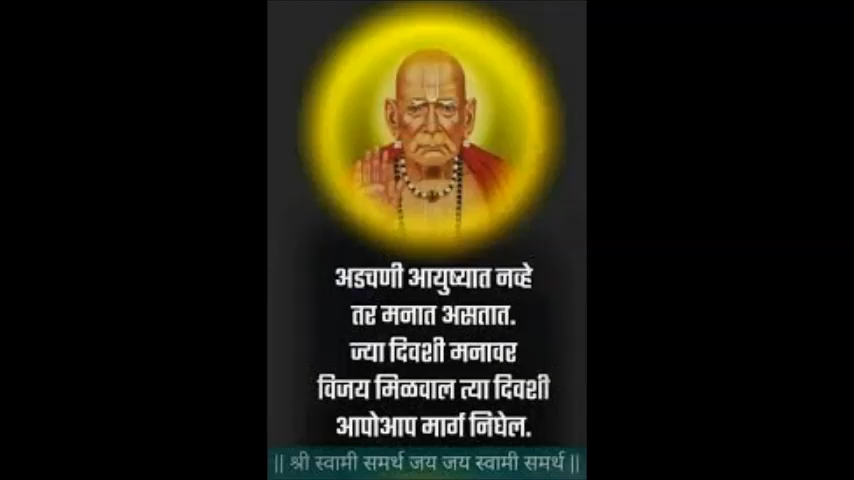 अडचणी आयुष्यात नव्हे
तर मनात असतात.
ज्या दिवशी मनावर
विजय मिळवाल त्या दिवशी
आपोआप मार्ग निघेल.
|| श्री स्वामी समर्थ जय जय स्वामी समर्थ ||